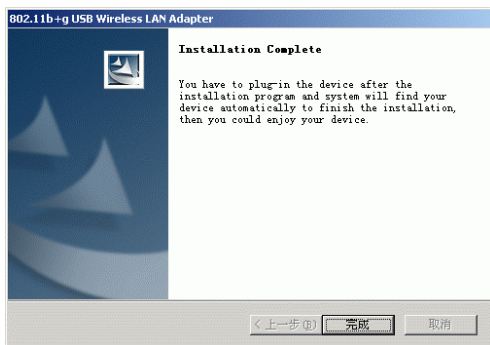 802.11b+g USB Wireless LAN Adapter
Installation Complete
You have to plug-in the device after the
installation program and system will find your
device automatically to finish the installation,
then you could enjoy your device.
< 上一步(B)
完成
取消